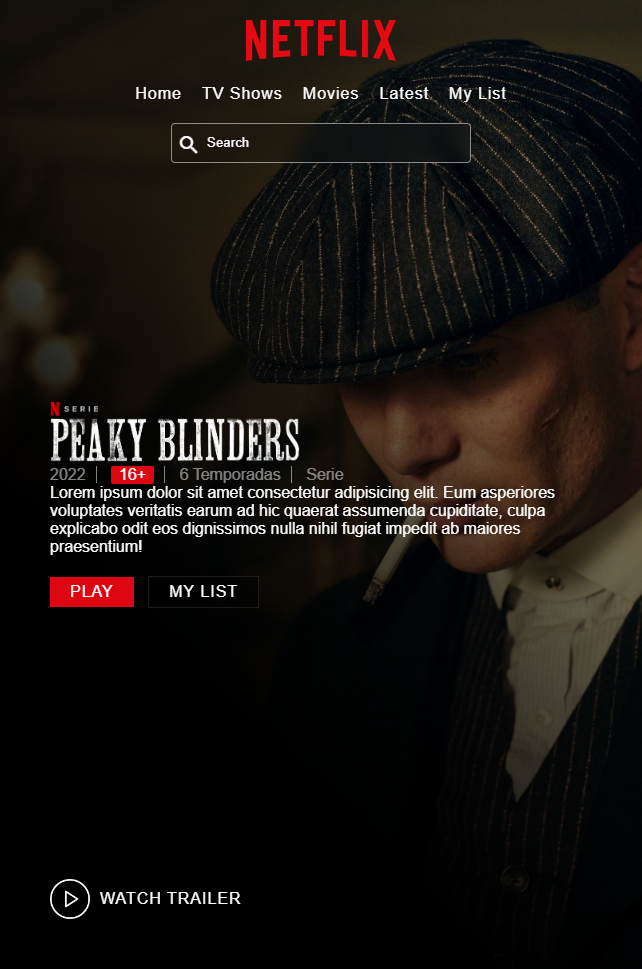 NETFLIX
Home TV Shows Movies Latest My List
Search
N SERIE
PEAKY BLINDERS
2022 | 16+ | 6 Temporadas | Serie
Lorem ipsum dolor sit amet consectetur adipisicing elit. Eum asperiores
voluptates veritatis earum ad hic quaerat assumenda cupiditate, culpa
explicabo odit eos dignissimos nulla nihil fugiat impedit ab maiores
praesentium!
PLAY MY LIST
WATCH TRAILER